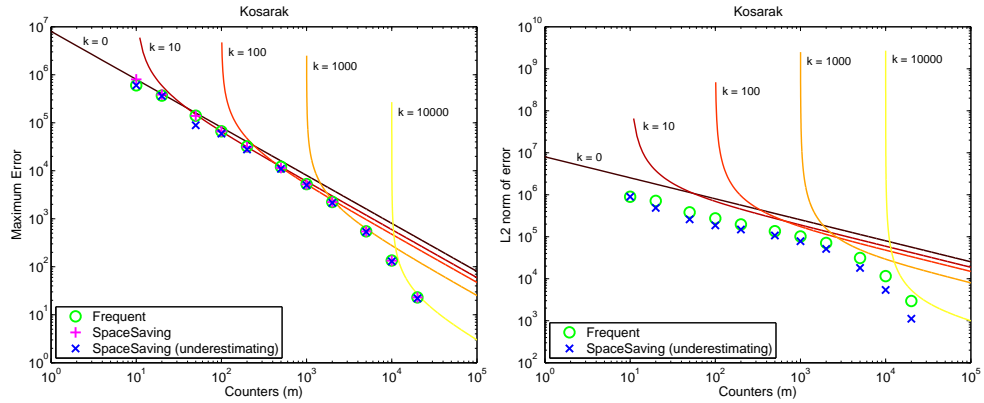 Kosarak
10^7
10^6
10^5
10^4
10^3
10^2
10^1
10^0
Maximum Error
k = 0
k = 10
k = 100
k = 1000
k = 10000
Frequent
SpaceSaving
SpaceSaving (underestimating)
10^0 10^1 10^2 10^3 10^4 10^5
Counters (m)
Kosarak
10^10
10^9
10^8
10^7
10^6
10^5
10^4
10^3
10^2
L2 norm of error
k = 0
k = 10
k = 100
k = 1000
k = 10000
Frequent
SpaceSaving (underestimating)
10^0 10^1 10^2 10^3 10^4 10^5
Counters (m)